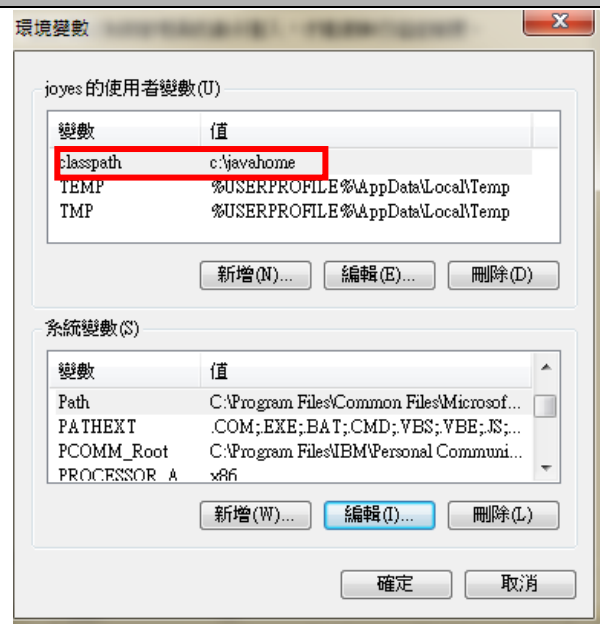 環境變數
joyes 的使用者變數(U)
變數 值
classpath c:\javahome
TEMP %USERPROFILE%\AppData\Local\Temp
TMP %USERPROFILE%\AppData\Local\Temp
新增(N)... 編輯(E)... 刪除(D)
系統變數(S)
變數 值
Path C:\Program Files\Common Files\Microsof...
PATHEXT .COM;.EXE;.BAT;.CMD;.VBS;.VBE;.JS;...
PCOMM_Root C:\Program Files\IBM\Personal Communi...
PROCESSOR_A x86
新增(W)... 編輯(I)... 刪除(L)
確定 取消